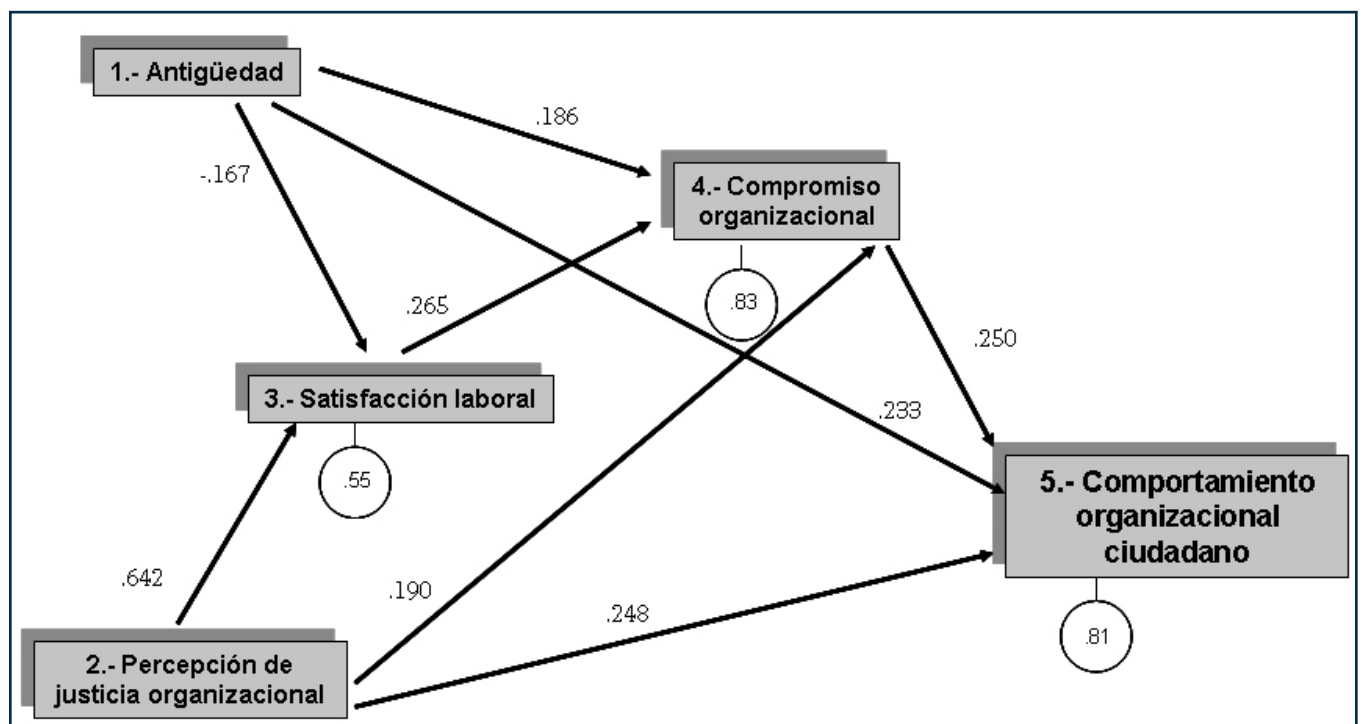 1.- Antigüedad
.186
-.167
4.- Compromiso
organizacional
.265
.83
.250
3.- Satisfacción laboral
.233
.55
5.- Comportamiento
organizacional
ciudadano
.642
.190
.248
.81
2.- Percepción de
justicia organizacional